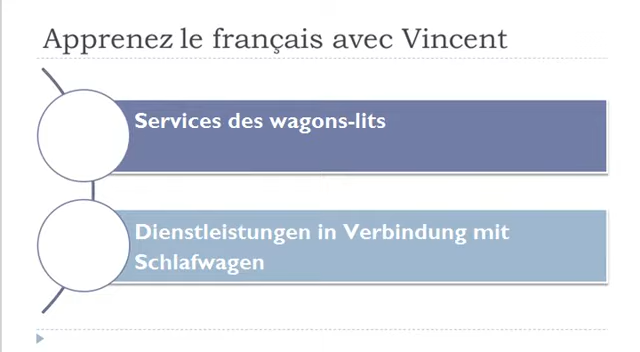 Apprenez le français avec Vincent
Services des wagons-lits
Dienstleistungen in Verbindung mit
Schlafwagen